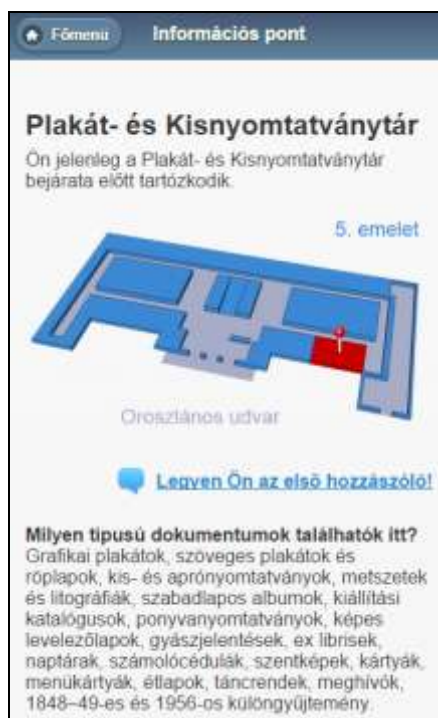 Főmenü
Információs pont
Plakát- és Kisnyomtatványtár
Ön jelenleg a Plakát- és Kisnyomtatványtár
bejárata előtt tartózkodik.
5. emelet
Oroszlános udvar
Legyen Ön az első hozzászóló!
Milyen típusú dokumentumok találhatók itt?
Grafikai plakátok, szöveges plakátok és
röplapok, kis- és aprónyomtatványok, metszetek
és litográfiák, szabadlapos albumok, kiállítási
katalógusok, ponyvanyomtatványok, képes
levelezőlapok, gyászjelentések, ex librisek,
naptárak, számolócédulák, szentképek, kártyák,
menükártyák, étlapok, táncrendek, meghívók,
1848–49-es és 1956-os különgyűjtemény.